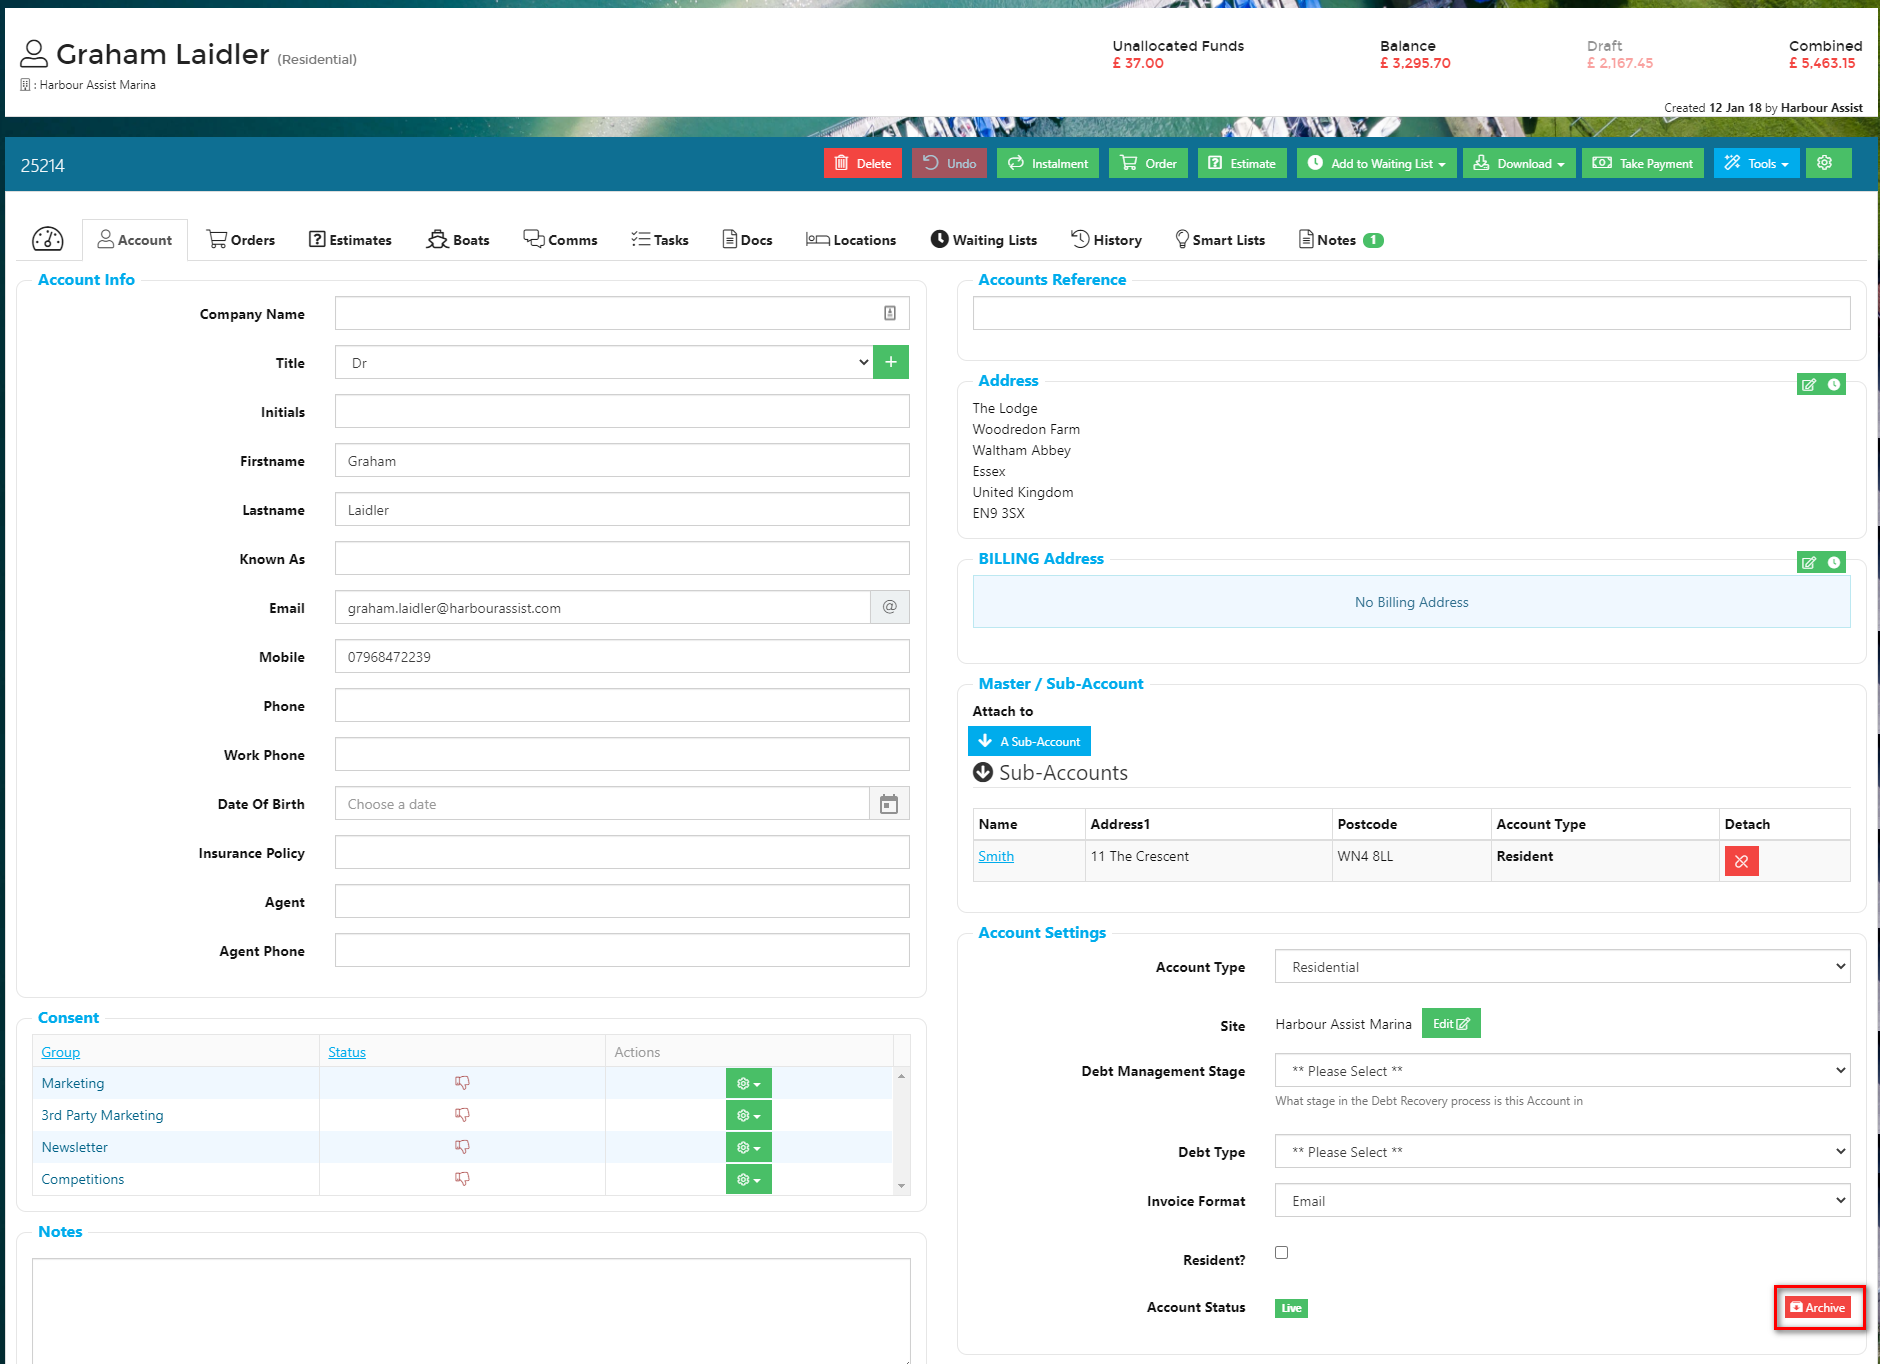 Graham Laidler (Residential)
: Harbour Assist Marina
Unallocated Funds
£ 37.00
Balance
£ 3,295.70
Draft
£ 2,167.45
Combined
£ 5,463.15
Created 12 Jan 18 by Harbour Assist
25214
Delete
Undo
Instalment
Order
Estimate
Add to Waiting List
Download
Take Payment
Tools
Account
Orders
Estimates
Boats
Comms
Tasks
Docs
Locations
Waiting Lists
History
Smart Lists
Notes 1
Account Info
Company Name
Title Dr +
Initials
Firstname Graham
Lastname Laidler
Known As
Email graham.laidler@harbourassist.com @
Mobile 07968472239
Phone
Work Phone
Date Of Birth Choose a date
Insurance Policy
Agent
Agent Phone
Consent
Group Status Actions
Marketing
3rd Party Marketing
Newsletter
Competitions
Notes
Accounts Reference
Address
The Lodge
Woodredon Farm
Waltham Abbey
Essex
United Kingdom
EN9 3SX
BILLING Address
No Billing Address
Master / Sub-Account
Attach to
A Sub-Account
Sub-Accounts
Name Address1 Postcode Account Type Detach
Smith 11 The Crescent WN4 8LL Resident
Account Settings
Account Type Residential
Site Harbour Assist Marina Edit
Debt Management Stage ** Please Select **
What stage in the Debt Recovery process is this Account in
Debt Type ** Please Select **
Invoice Format Email
Resident?
Account Status Live Archive